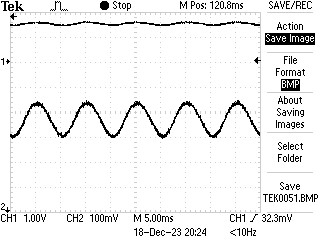 Tek Stop M Pos: 120.8ms SAVE/REC
Action
Save Image
File
Format
BMP
About
Saving
Images
Select
Folder
Save
TEK0051.BMP
1
2
CH1 1.00V CH2 100mV M 5.00ms CH1 / 32.3mV
18-Dec-23 20:24 <10Hz